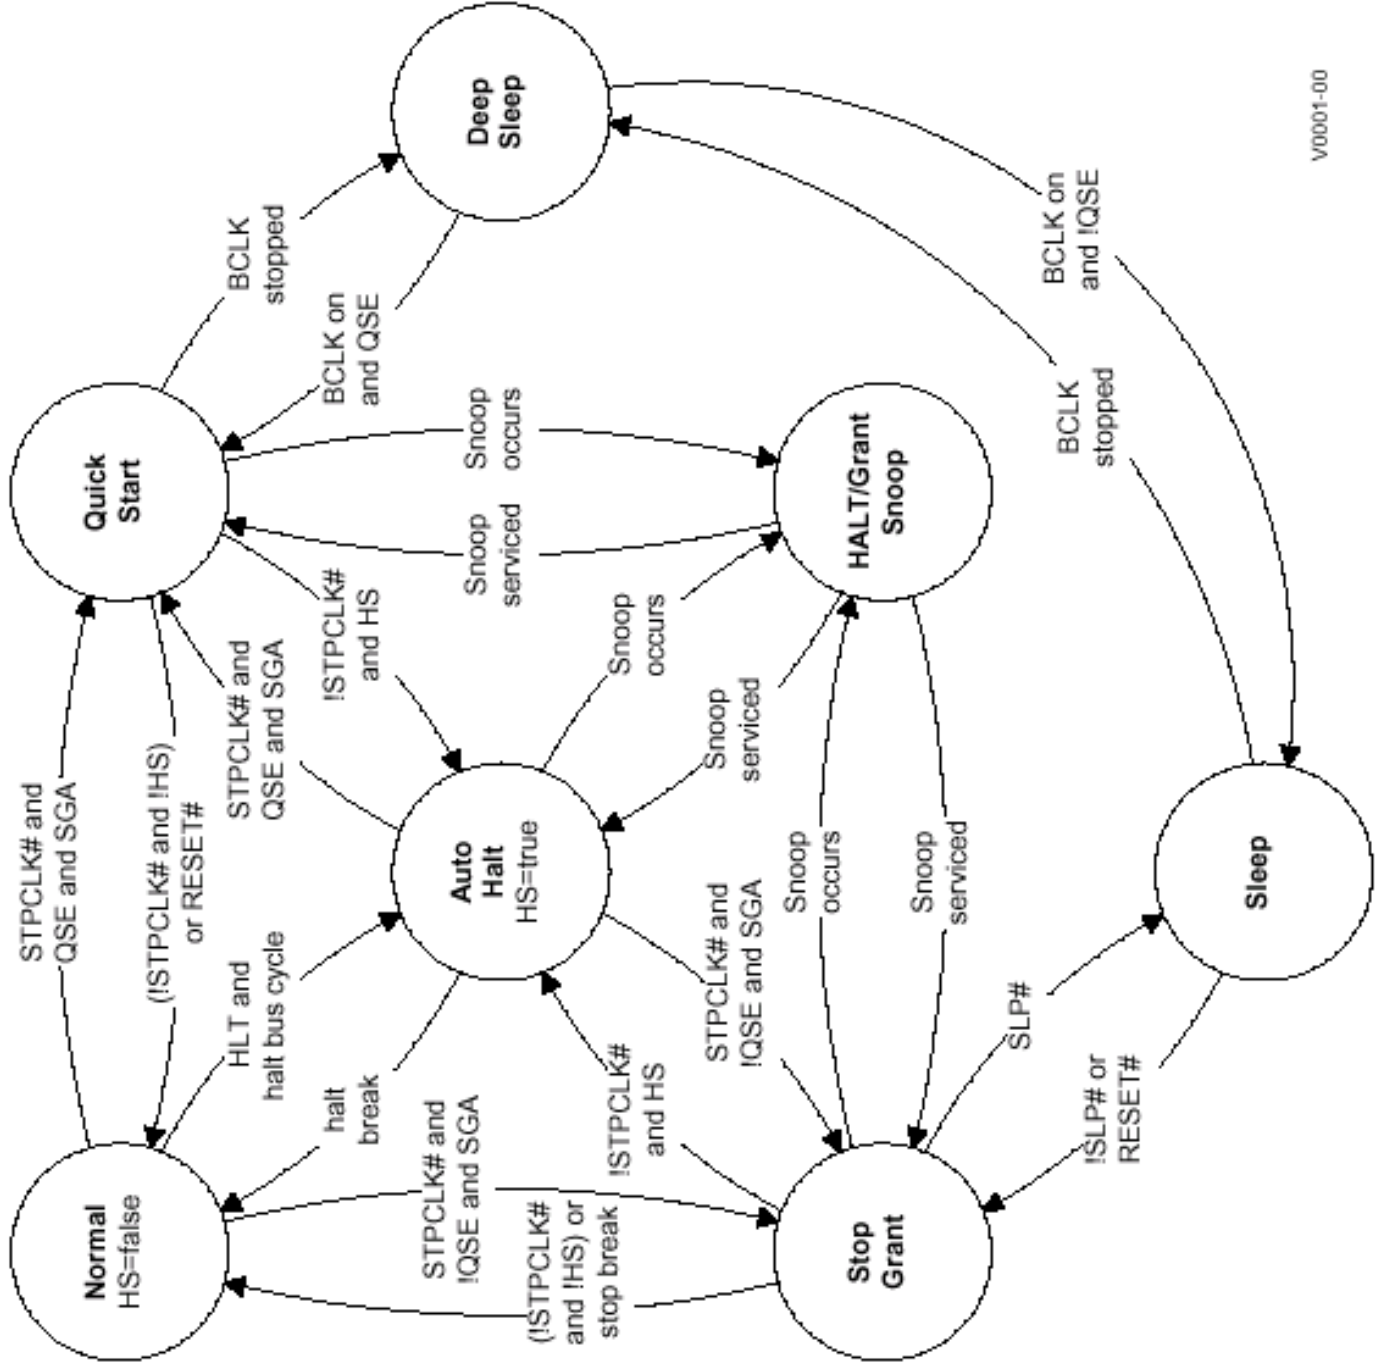 Normal
HS=false
STPCLK# and
QSE and SGA
(!STPCLK# and !HS)
or RESET#
Quick
Start
HLT and
halt bus cycle
STPCLK# and
QSE and SGA
BCLK
stopped
halt
break
!STPCLK#
and HS
BCLK on
and QSE
Auto
Halt
HS=true
Deep
Sleep
STPCLK# and
!QSE and SGA
Snoop
serviced
Snoop
occurs
(!STPCLK#
and !HS) or
stop break
!STPCLK#
and HS
Snoop
occurs
STPCLK# and
!QSE and SGA
Snoop
serviced
Snoop
occurs
Stop
Grant
HALT/Grant
Snoop
Snoop
serviced
SLP#
BCLK on
and !QSE
!SLP# or
RESET#
BCLK
stopped
Sleep
V0001-00